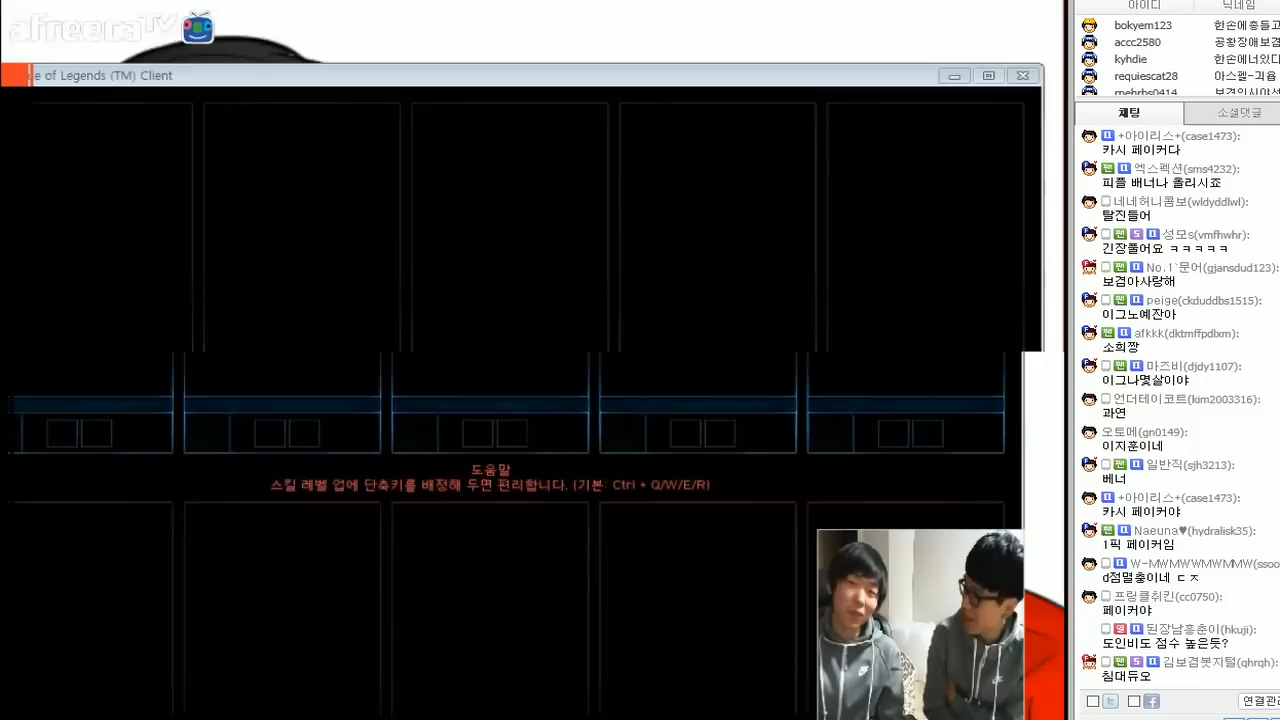 afreecaTV
e of Legends (TM) Client
도움말
스킬 레벨 업에 단축키를 배정해 두면 편리합니다. (기본: Ctrl + Q/W/E/R)
아이디 닉네임
bokyem123 한손에총들고
accc2580 공황장애보겸
kyhdie 한손에너있다
requiescat28
mehrbs0414
채팅 소셜댓글
+아이리스+(case1473):
카시 페이커다
엑스펙션(sms4232):
피플 배너나 올리시죠
네네허니콤보(wldyddlwl):
탈진들어
성모s(vmfhwhr):
긴장풀어요 ㅋㅋㅋㅋㅋ
No.1`문어(gjansdud123):
보겸아사랑해
peige(ckduddbs1515):
이그노예잔아
afkKK(dktmffpdlxm):
소희짱
마즈비(djdy1107):
이그나몇살이야
언더테이코트(kim2003316):
과연
오토메(gn0149):
이지훈이네
일반직(sjh3213):
베너
+아이리스+(case1473):
카시 페이커야
Naeuna♥(hydralisk35):
1픽 페이커임
W-MWMWWMWMMW(ssoo
d점멸충이네 ㄷㅈ
프링클취킨(cc0750):
페이커야
된장남흥춘이(hkuji):
도인비도 점수 높은듯?
김보겸봇지털(qhrqh):
침대듀오
연결관